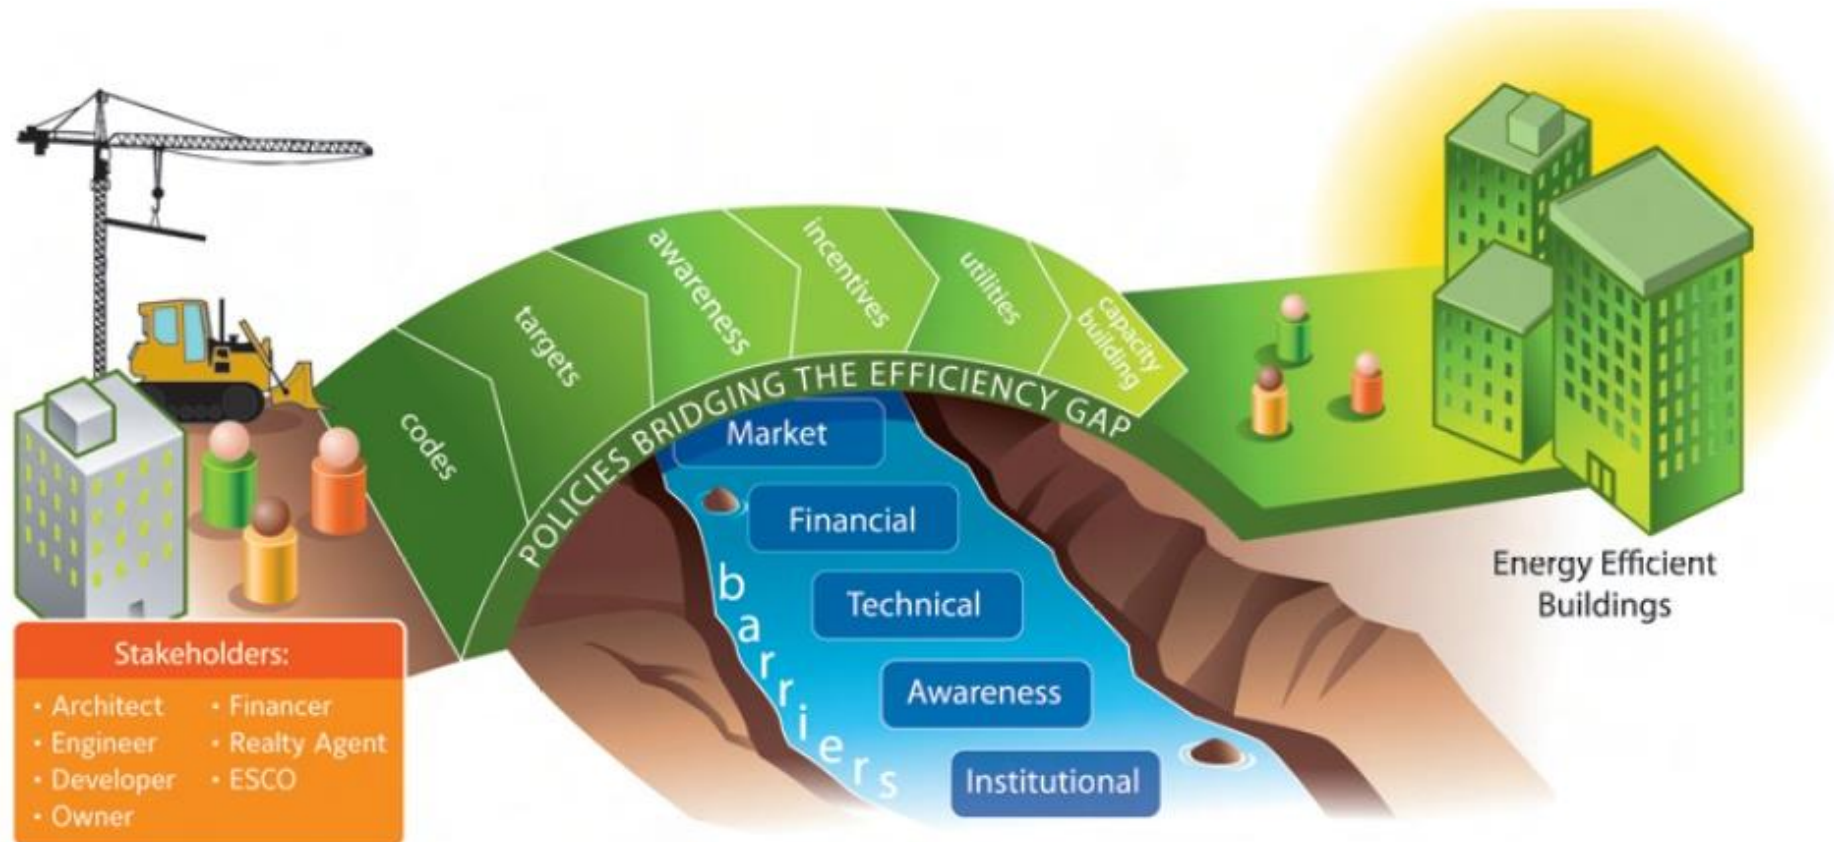 codes
targets
awareness
incentives
utilities
capacity
building
POLICIES BRIDGING THE EFFICIENCY GAP
Market
Financial
Technical
Awareness
Institutional
barriers
Energy Efficient
Buildings
Stakeholders:
• Architect
• Engineer
• Developer
• Owner
• Financer
• Realty Agent
• ESCO